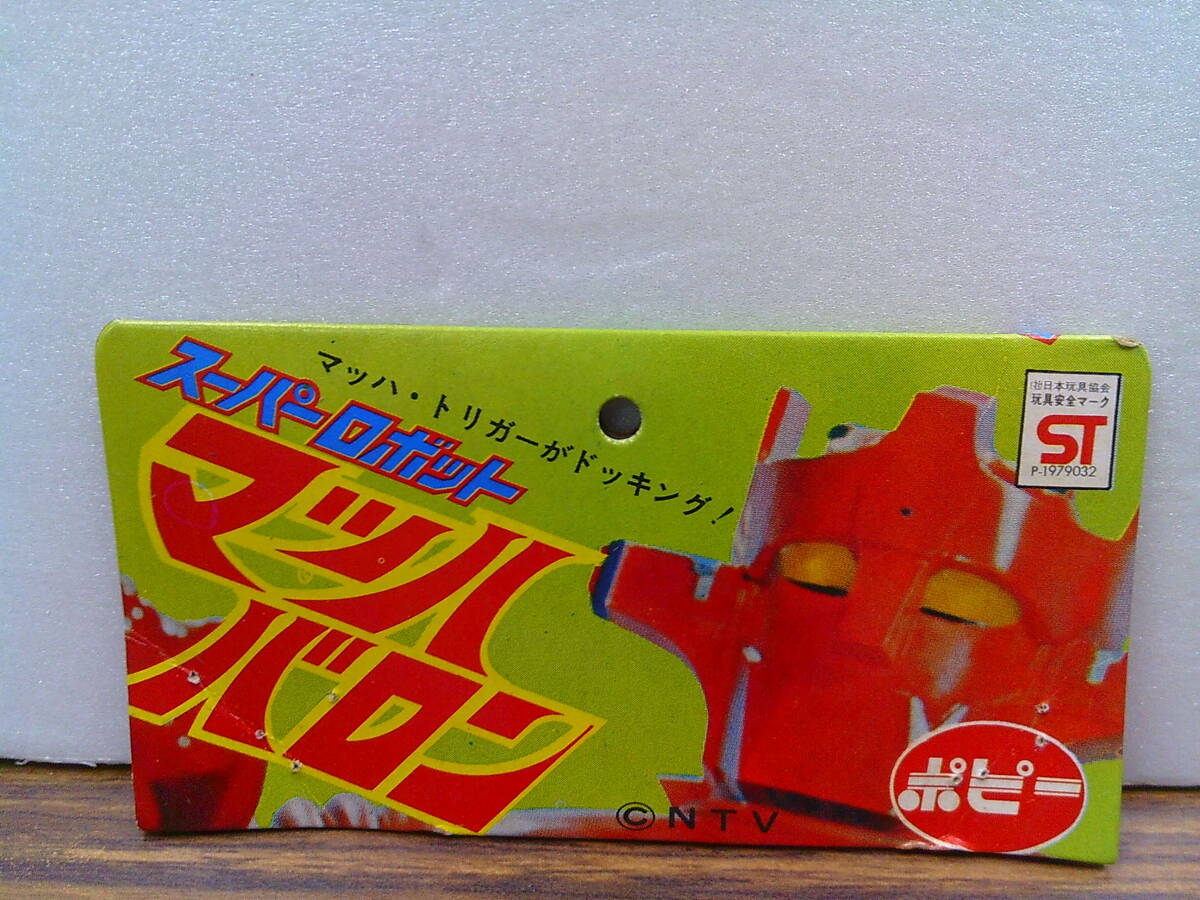 マッハ・トリガーがドッキング!
スーパーロボット
マッハ
バロン
(社)日本玩具協会
玩具安全マーク
ST
P-1979032
ポピー
©NTV